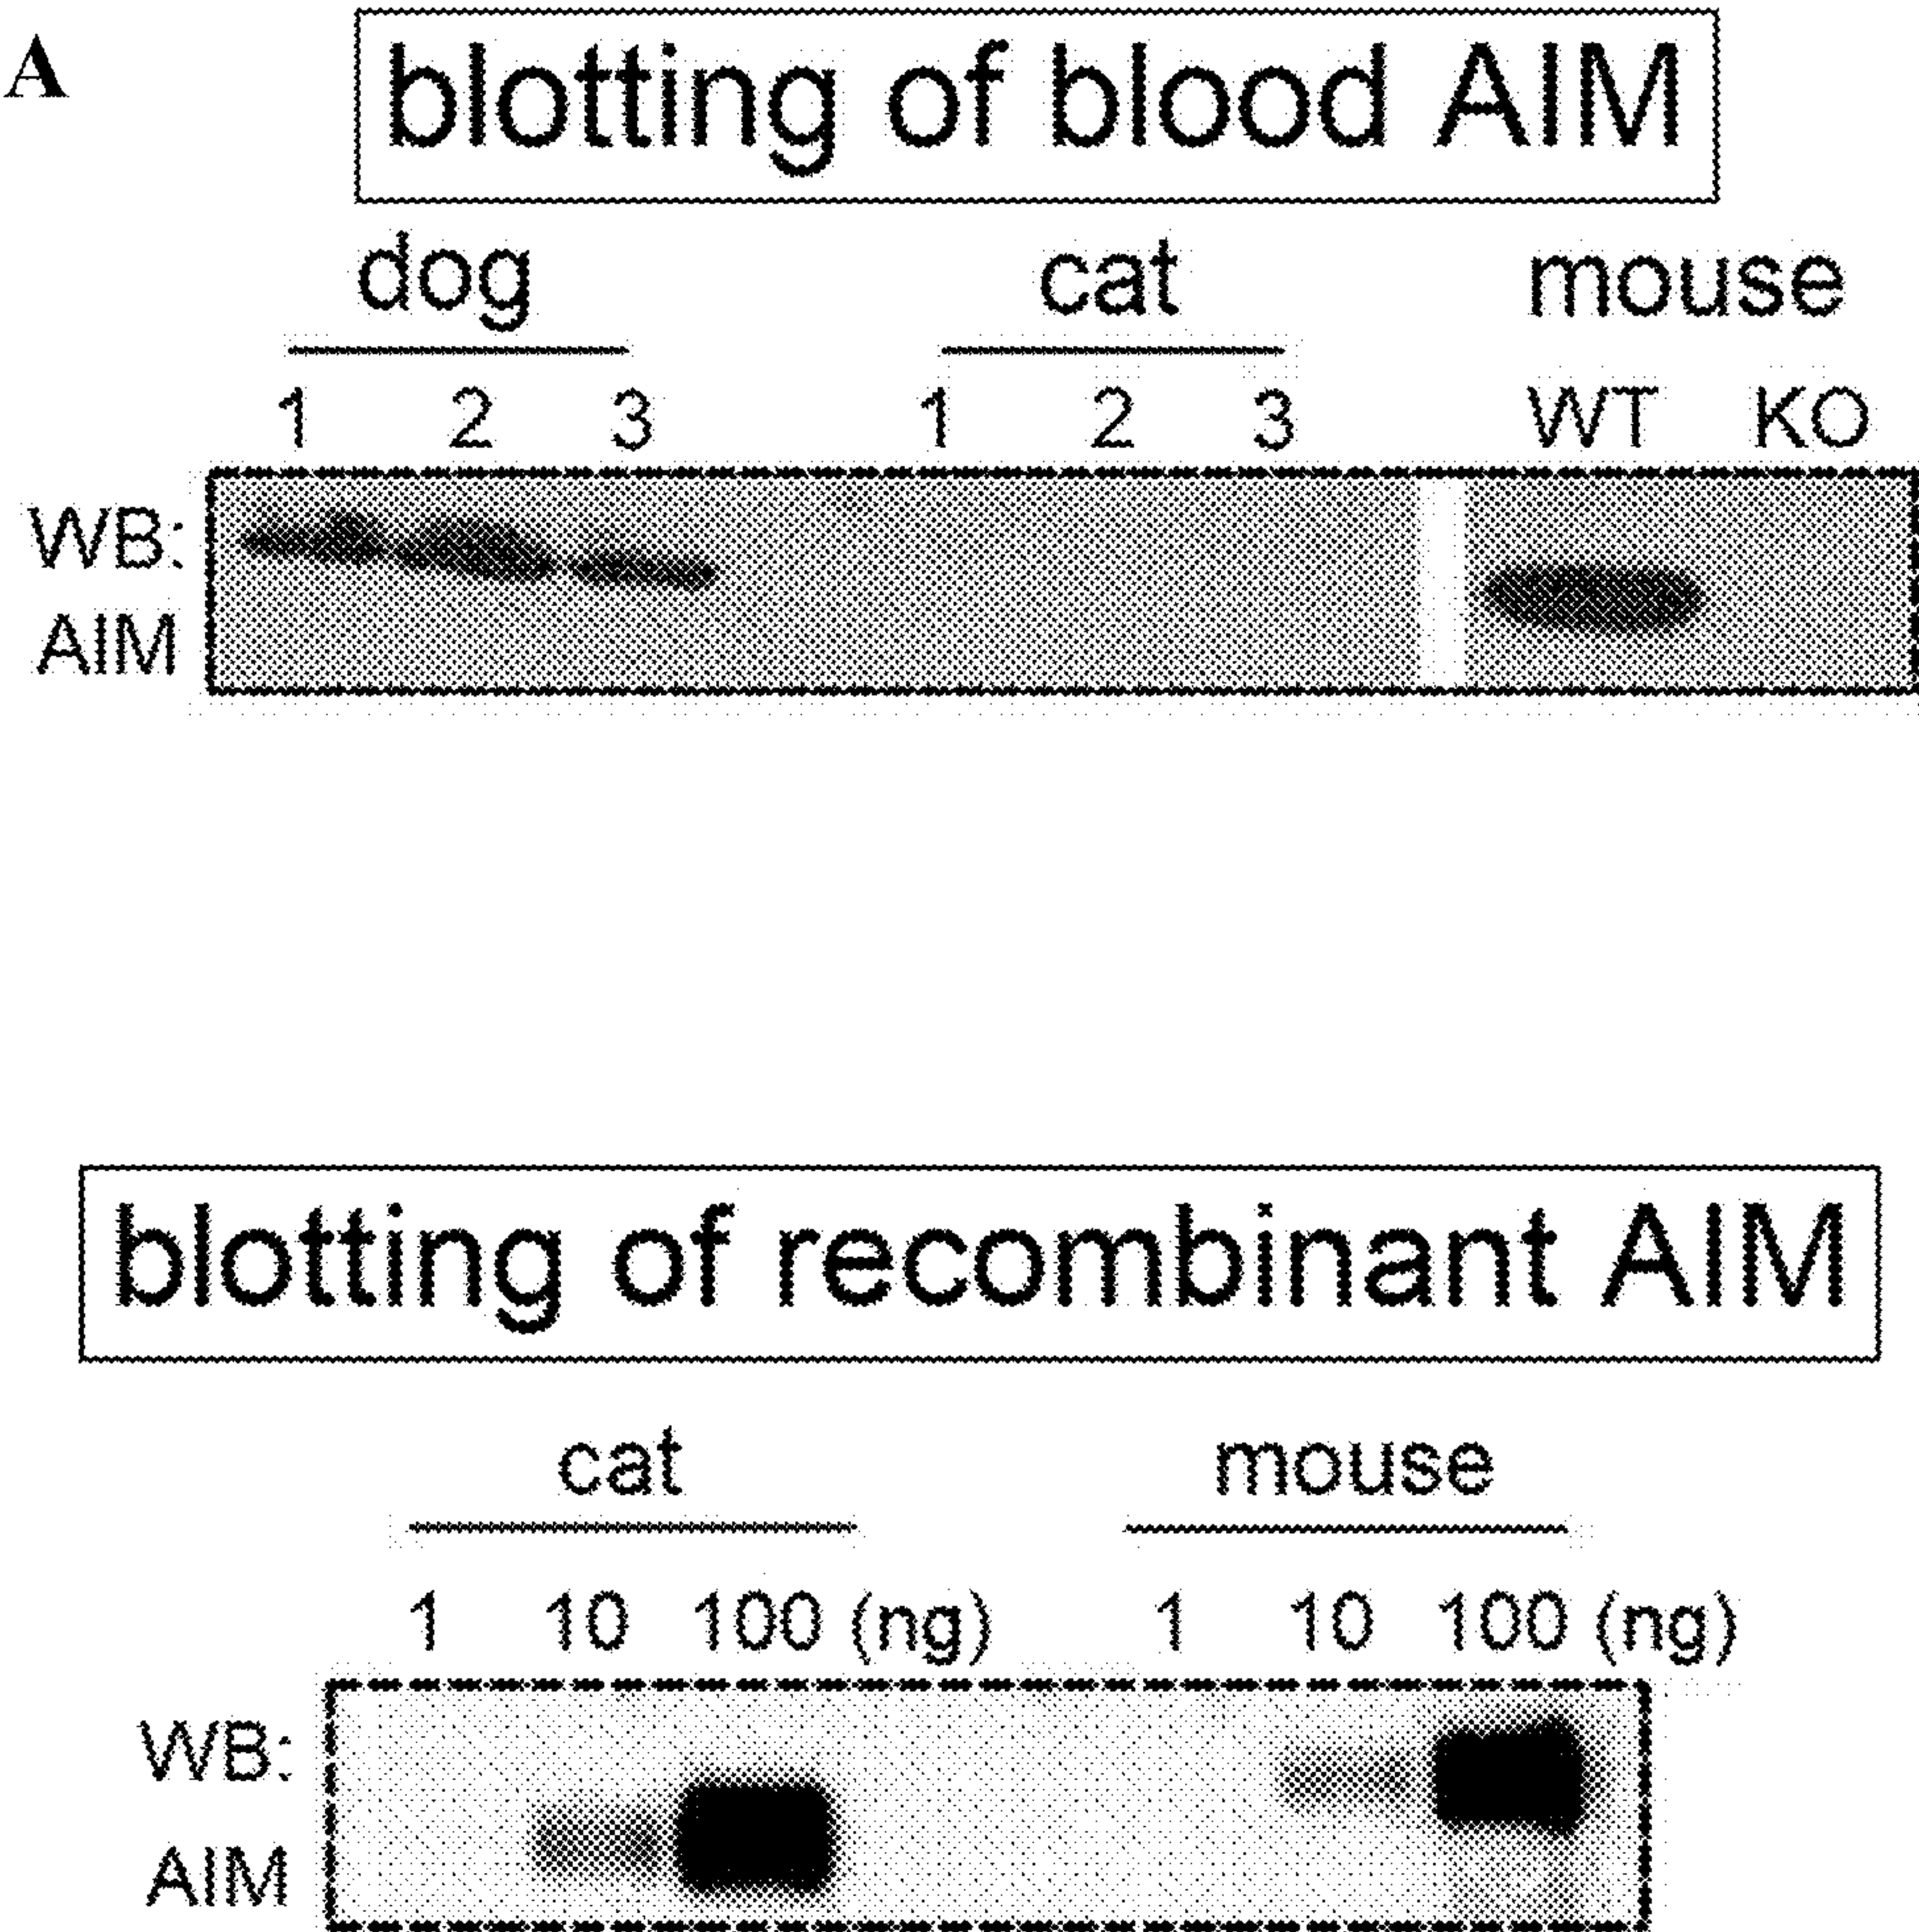 A
blotting of blood AIM
dog cat mouse
1 2 3 1 2 3 WT KO
WB:
AIM
blotting of recombinant AIM
cat mouse
1 10 100 (ng) 1 10 100 (ng)
WB:
AIM